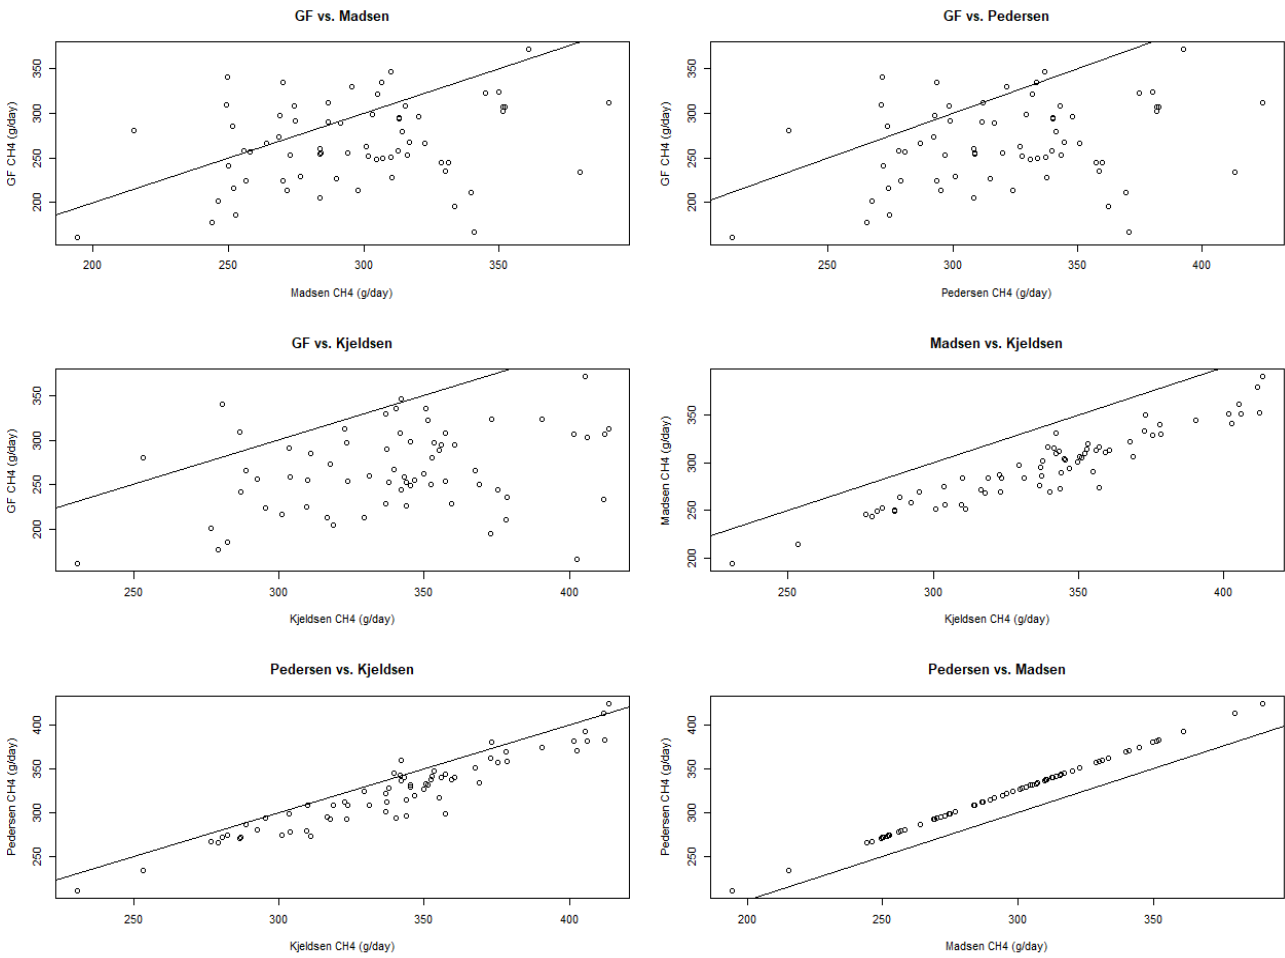 GF vs. Madsen
GF CH4 (g/day)
350
300
250
200
200 250 300 350
Madsen CH4 (g/day)
GF vs. Pedersen
GF CH4 (g/day)
350
300
250
200
250 300 350 400
Pedersen CH4 (g/day)
GF vs. Kjeldsen
GF CH4 (g/day)
350
300
250
200
250 300 350 400
Kjeldsen CH4 (g/day)
Madsen vs. Kjeldsen
Madsen CH4 (g/day)
350
300
250
200
250 300 350 400
Kjeldsen CH4 (g/day)
Pedersen vs. Kjeldsen
Pedersen CH4 (g/day)
400
350
300
250
250 300 350 400
Kjeldsen CH4 (g/day)
Pedersen vs. Madsen
Pedersen CH4 (g/day)
400
350
300
250
200 250 300 350
Madsen CH4 (g/day)